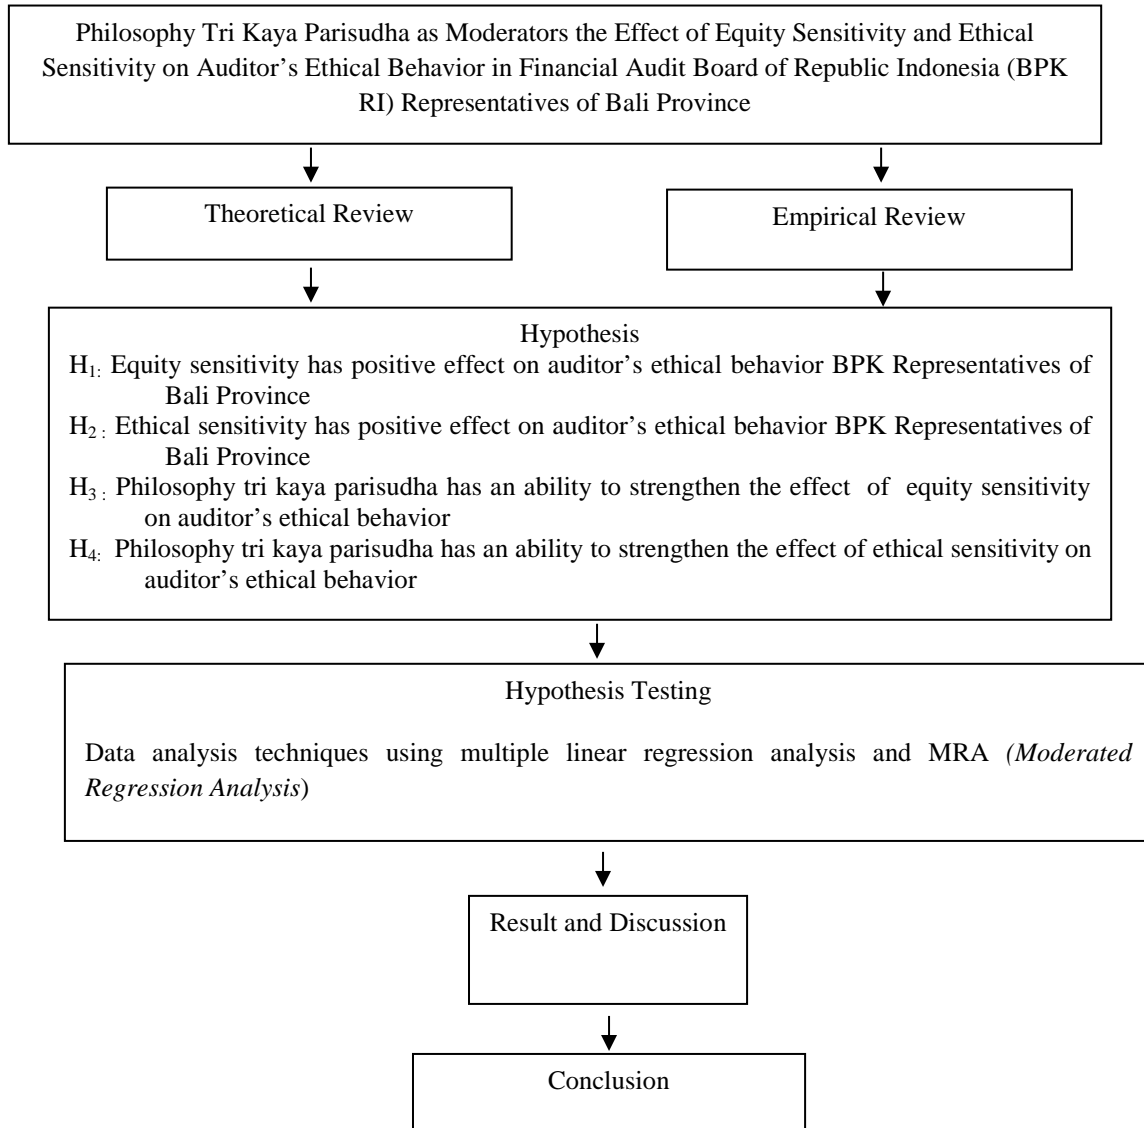 Philosophy Tri Kaya Parisudha as Moderators the Effect of Equity Sensitivity and Ethical
Sensitivity on Auditor’s Ethical Behavior in Financial Audit Board of Republic Indonesia (BPK
RI) Representatives of Bali Province
Theoretical Review
Empirical Review
Hypothesis
H1: Equity sensitivity has positive effect on auditor’s ethical behavior BPK Representatives of
Bali Province
H2 : Ethical sensitivity has positive effect on auditor’s ethical behavior BPK Representatives of
Bali Province
H3 : Philosophy tri kaya parisudha has an ability to strengthen the effect of equity sensitivity
on auditor’s ethical behavior
H4: Philosophy tri kaya parisudha has an ability to strengthen the effect of ethical sensitivity on
auditor’s ethical behavior
Hypothesis Testing
Data analysis techniques using multiple linear regression analysis and MRA (Moderated
Regression Analysis)
Result and Discussion
Conclusion